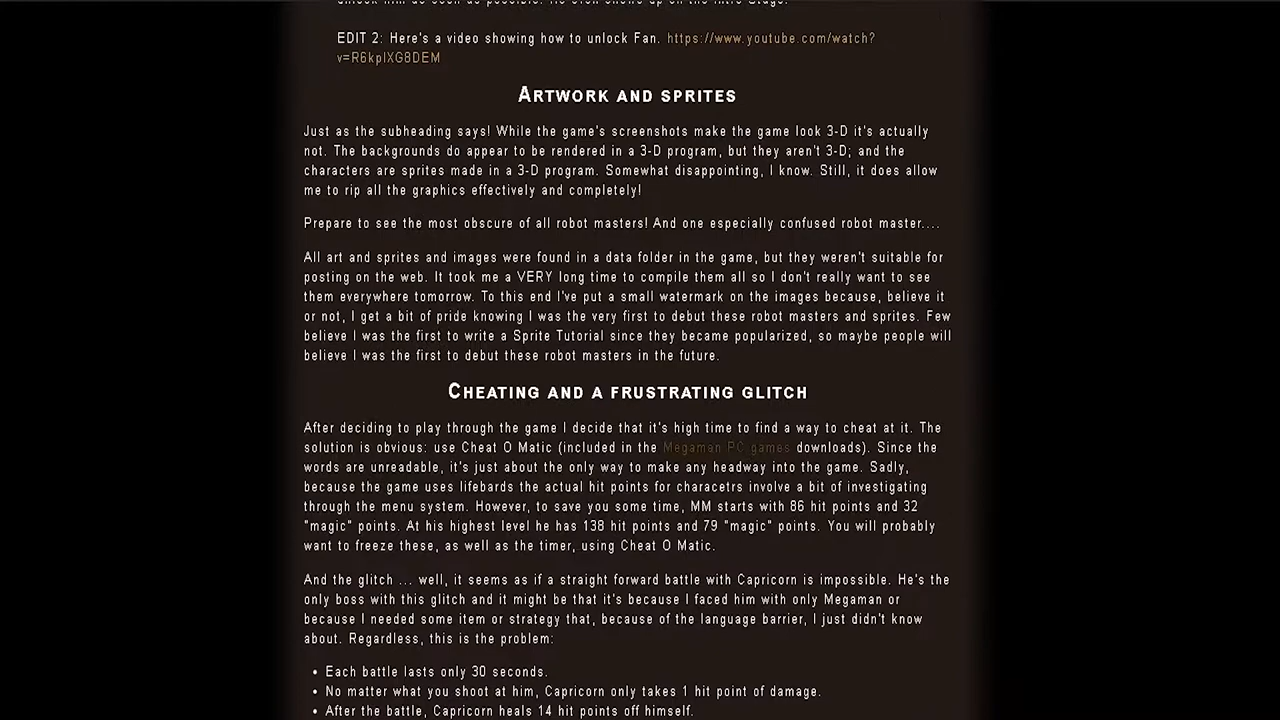 EDIT 2: Here's a video showing how to unlock Fan. https://www.youtube.com/watch?
v=R6kpIXG8DEM
ARTWORK AND SPRITES
Just as the subheading says! While the game's screenshots make the game look 3-D it's actually
not. The backgrounds do appear to be rendered in a 3-D program, but they aren't 3-D; and the
characters are sprites made in a 3-D program. Somewhat disappointing, I know. Still, it does allow
me to rip all the graphics effectively and completely!
Prepare to see the most obscure of all robot masters! And one especially confused robot master....
All art and sprites and images were found in a data folder in the game, but they weren't suitable for
posting on the web. It took me a VERY long time to compile them all so I don't really want to see
them everywhere tomorrow. To this end I've put a small watermark on the images because, believe it
or not, I get a bit of pride knowing I was the very first to debut these robot masters and sprites. Few
believe I was the first to write a Sprite Tutorial since they became popularized, so maybe people will
believe I was the first to debut these robot masters in the future.
CHEATING AND A FRUSTRATING GLITCH
After deciding to play through the game I decide that it's high time to find a way to cheat at it. The
solution is obvious: use Cheat O Matic (included in the Megaman PC games downloads). Since the
words are unreadable, it's just about the only way to make any headway into the game. Sadly,
because the game uses lifebards the actual hit points for characetrs involve a bit of investigating
through the menu system. However, to save you some time, MM starts with 86 hit points and 32
"magic" points. At his highest level he has 138 hit points and 79 "magic" points. You will probably
want to freeze these, as well as the timer, using Cheat O Matic.
And the glitch ... well, it seems as if a straight forward battle with Capricorn is impossible. He's the
only boss with this glitch and it might be that it's because I faced him with only Megaman or
because I needed some item or strategy that, because of the language barrier, I just didn't know
about. Regardless, this is the problem:
• Each battle lasts only 30 seconds.
• No matter what you shoot at him, Capricorn only takes 1 hit point of damage.
• After the battle, Capricorn heals 14 hit points off himself.